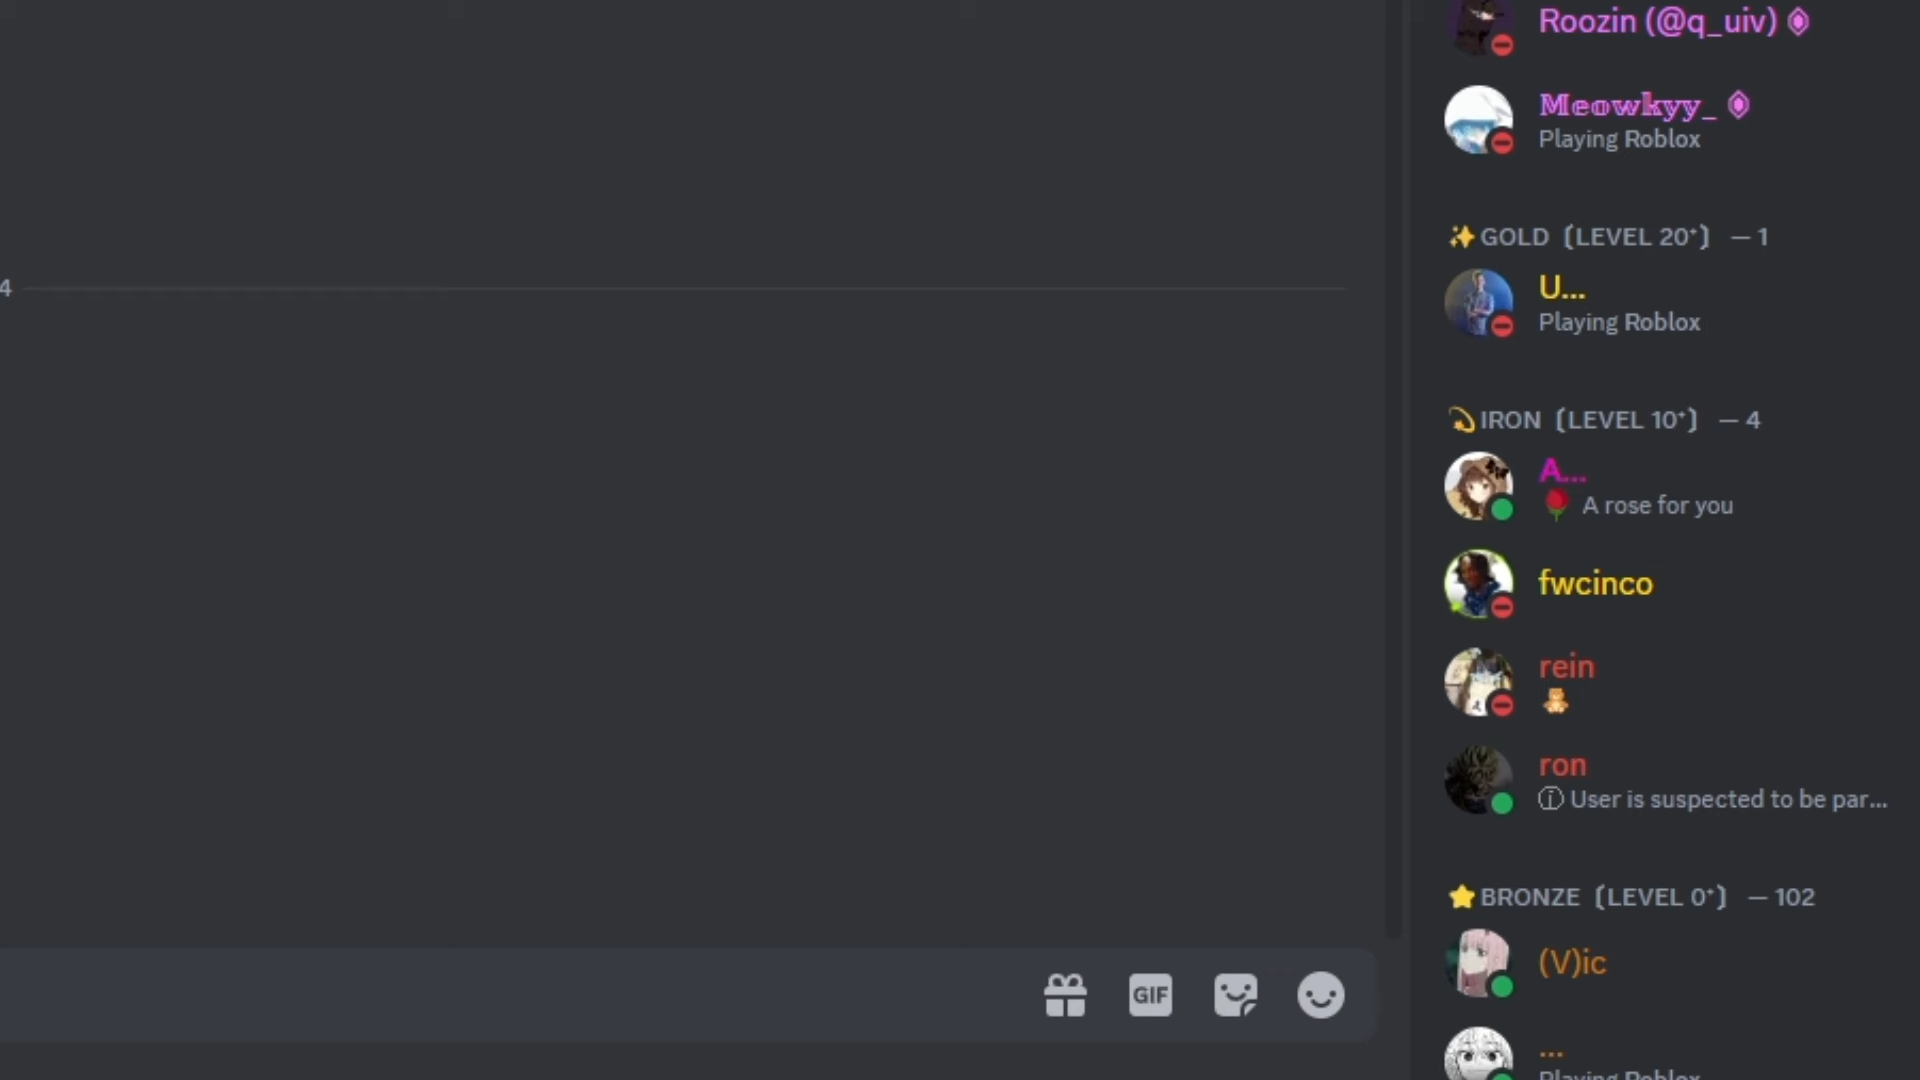 Roozin (@q_uiv)
𝕄𝕖𝕠𝕨𝕜𝕪𝕪_
Playing Roblox
GOLD [LEVEL 20⁺] — 1
4
U...
Playing Roblox
IRON [LEVEL 10⁺] — 4
A...
A rose for you
fwcinco
rein
ron
ⓘ User is suspected to be par...
BRONZE [LEVEL 0⁺] — 102
(V)ic
GIF
...
Playing Roblox